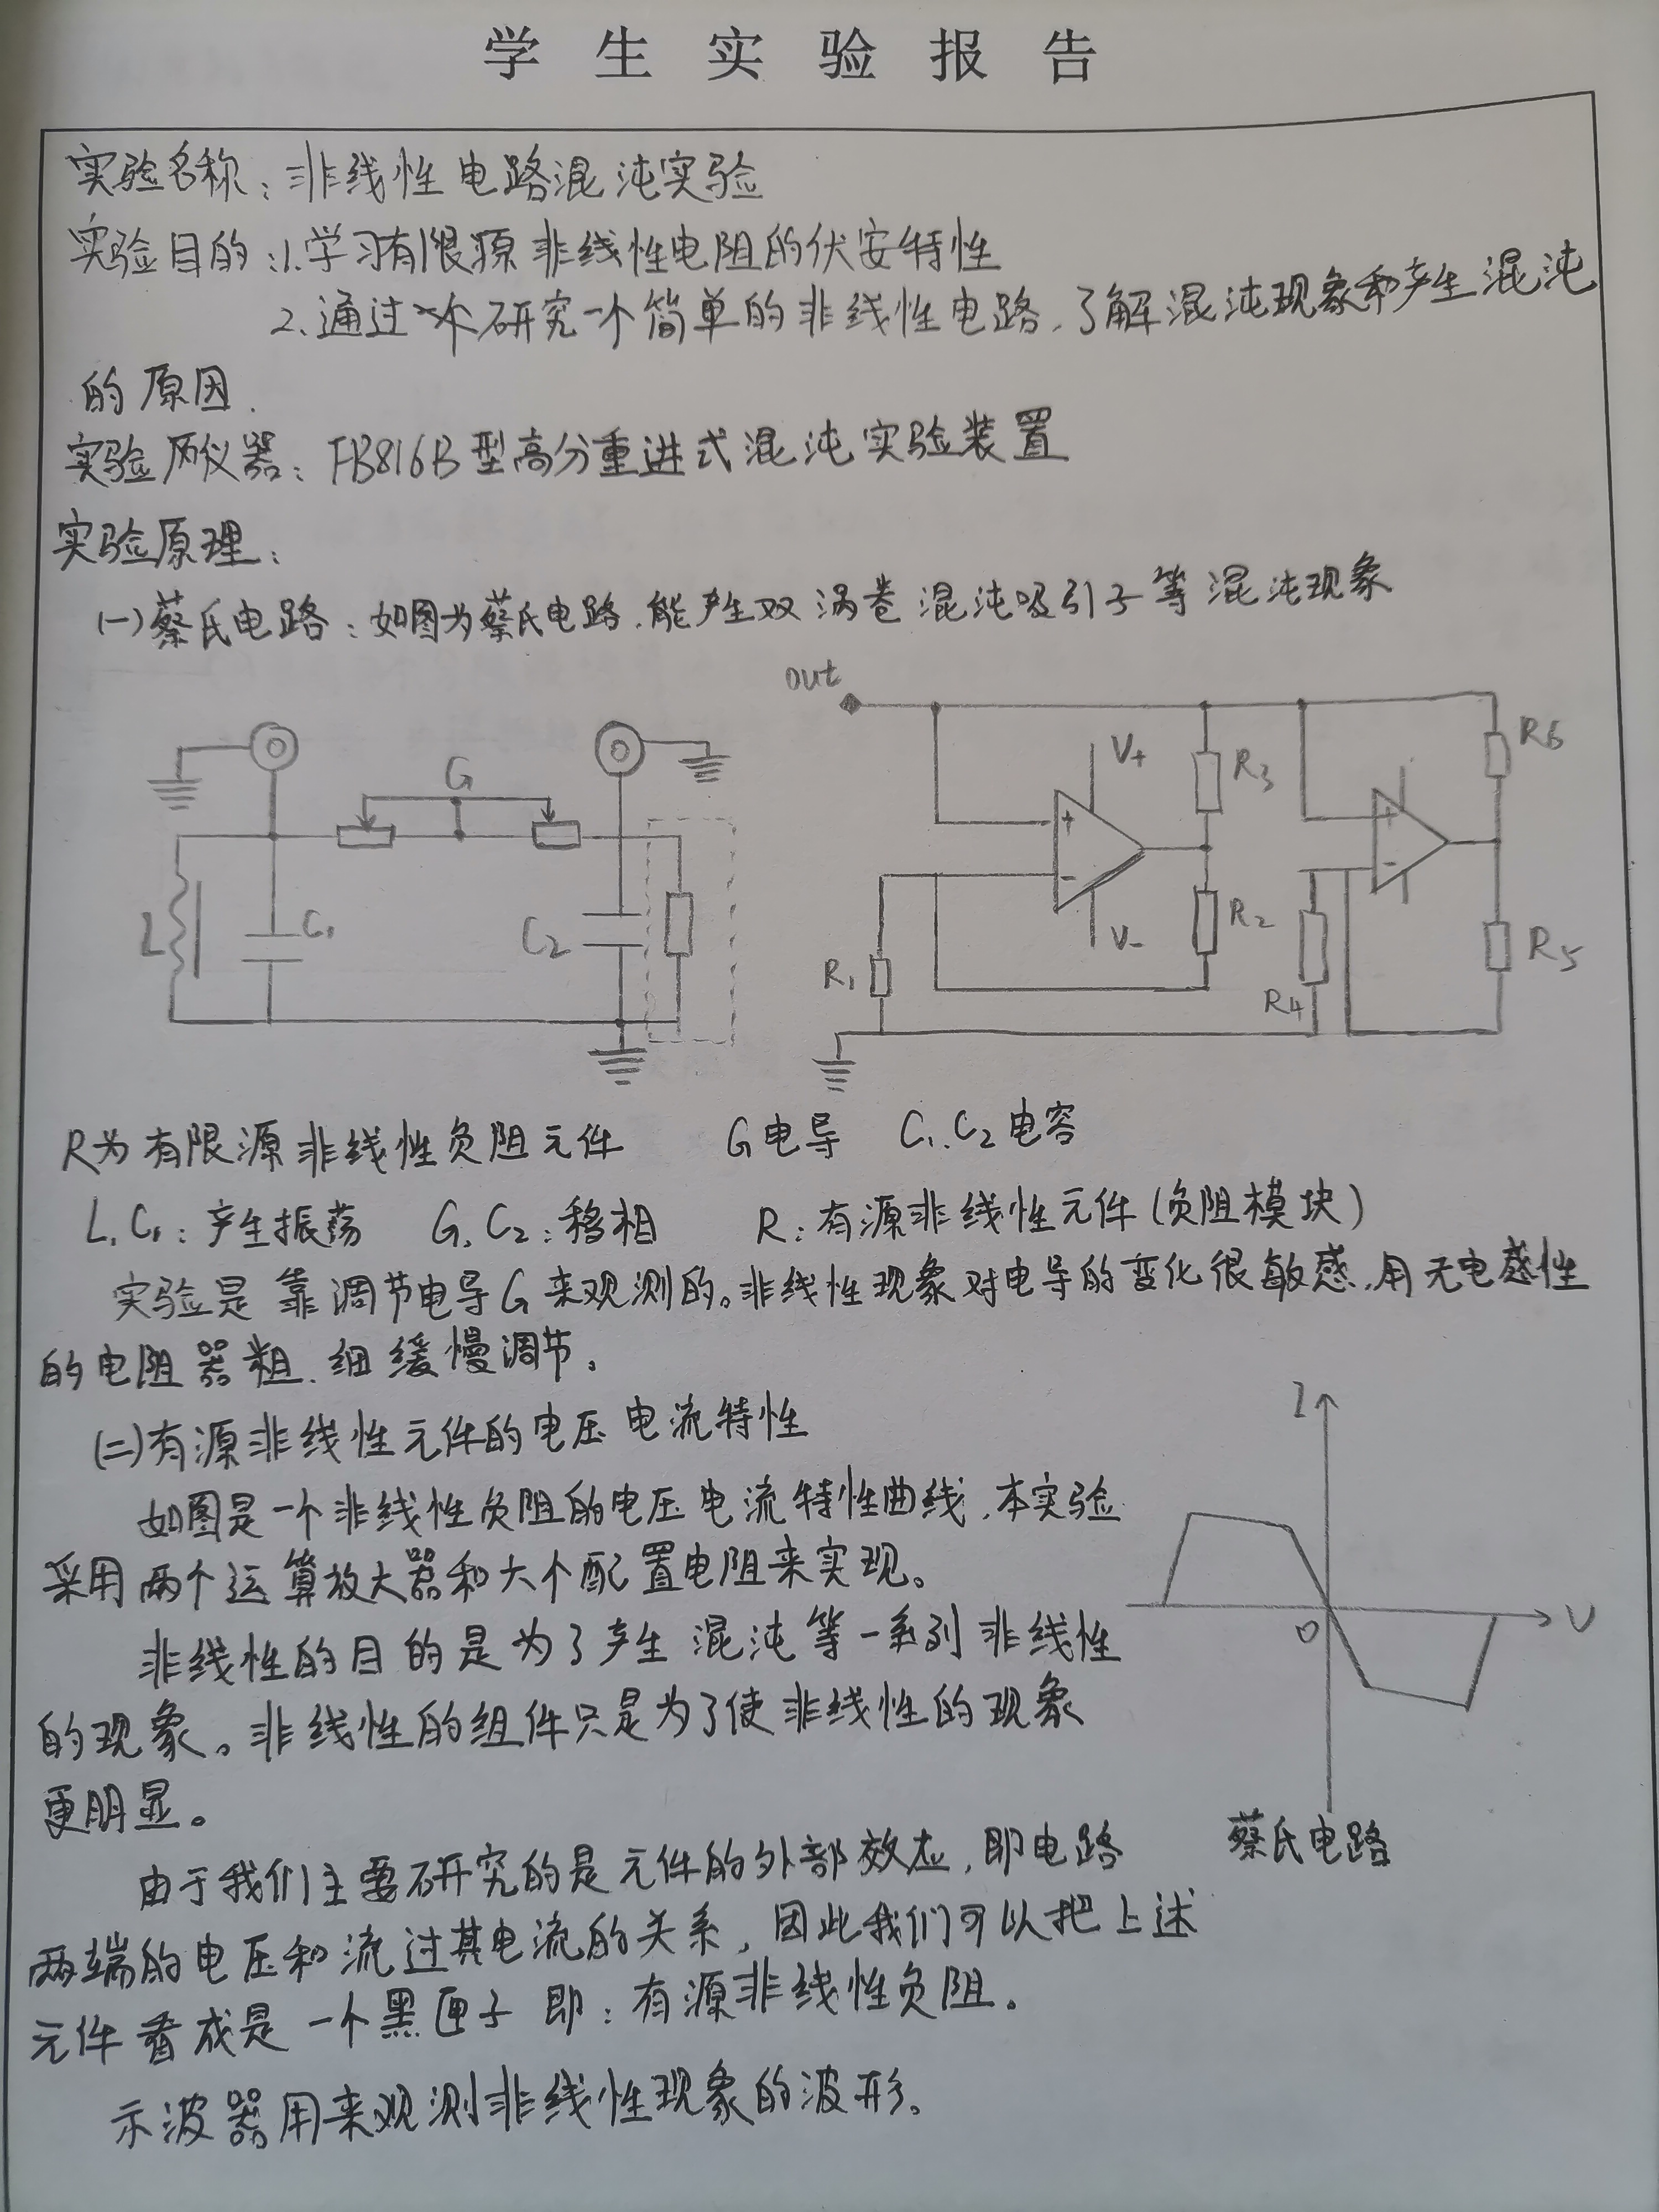 学生实验报告
实验名称：非线性电路混沌实验
实验目的：1.学习有限源非线性电阻的伏安特性
2.通过研究一个简单的非线性电路，了解混沌现象和产生混沌
的原因.
实验仪器：FB816B型高分重进式混沌实验装置
实验原理：
(一)蔡氏电路：如图为蔡氏电路.能产生双涡卷混沌吸引子等混沌现象
out
G
L
C₁
C₂
V+
V-
+
-
R₁
R₂
R3
+
-
R4
R5
R6
R为有限源非线性负阻元件 G电导 C₁.C₂电容
L,C₁：产生振荡 G,C₂：移相 R：有源非线性元件(负阻模块)
实验是靠调节电导G来观测的。非线性现象对电导的变化很敏感.用无电感性
的电阻器粗.细缓慢调节.
(二)有源非线性元件的电压电流特性
如图是一个非线性负阻的电压电流特性曲线.本实验
采用两个运算放大器和大个配置电阻来实现。
非线性的目的是为了产生混沌等一系列非线性
的现象。非线性的组件只是为了使非线性的现象
更明显。
I
O
U
蔡氏电路
由于我们主要研究的是元件的外部效应,即电路
两端的电压和流过其电流的关系,因此我们可以把上述
元件看成是一个黑匣子即：有源非线性负阻.
示波器用来观测非线性现象的波形.